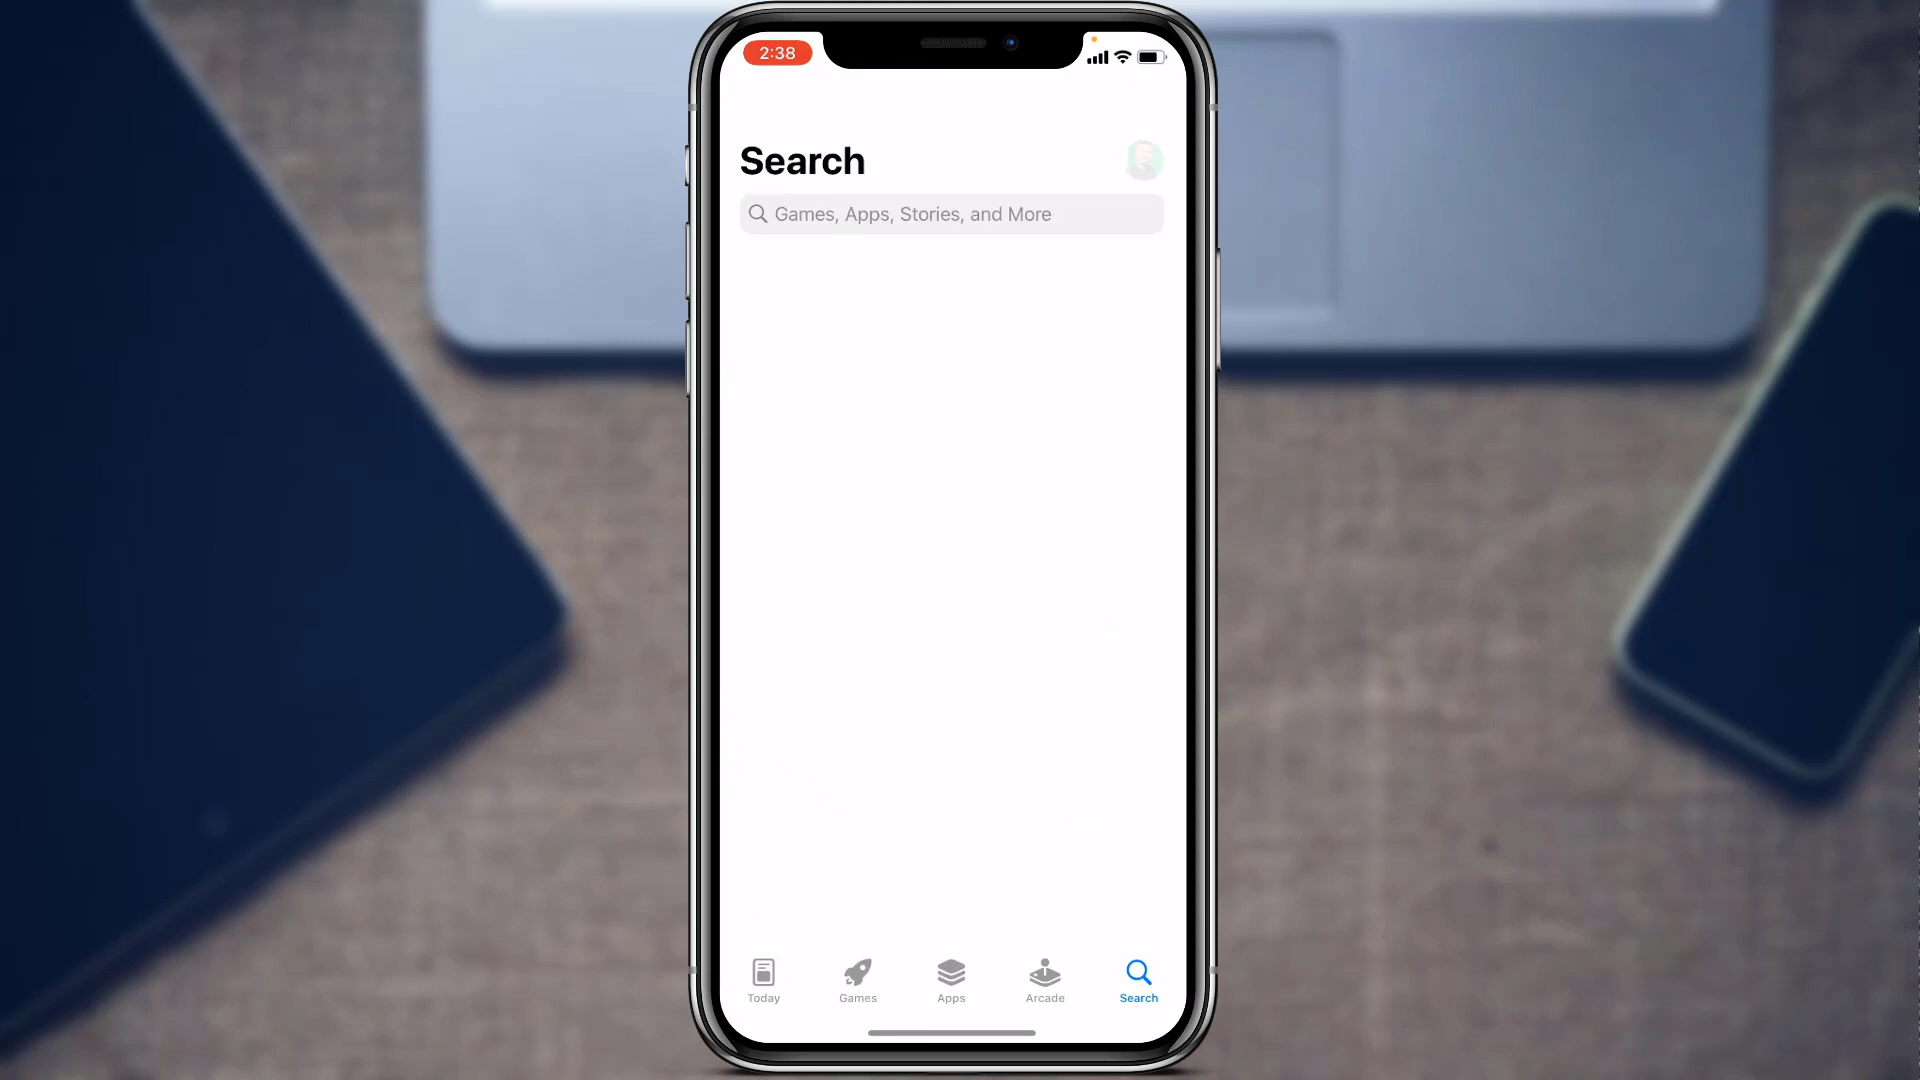 2:38
Search
Games, Apps, Stories, and More
Today
Games
Apps
Arcade
Search